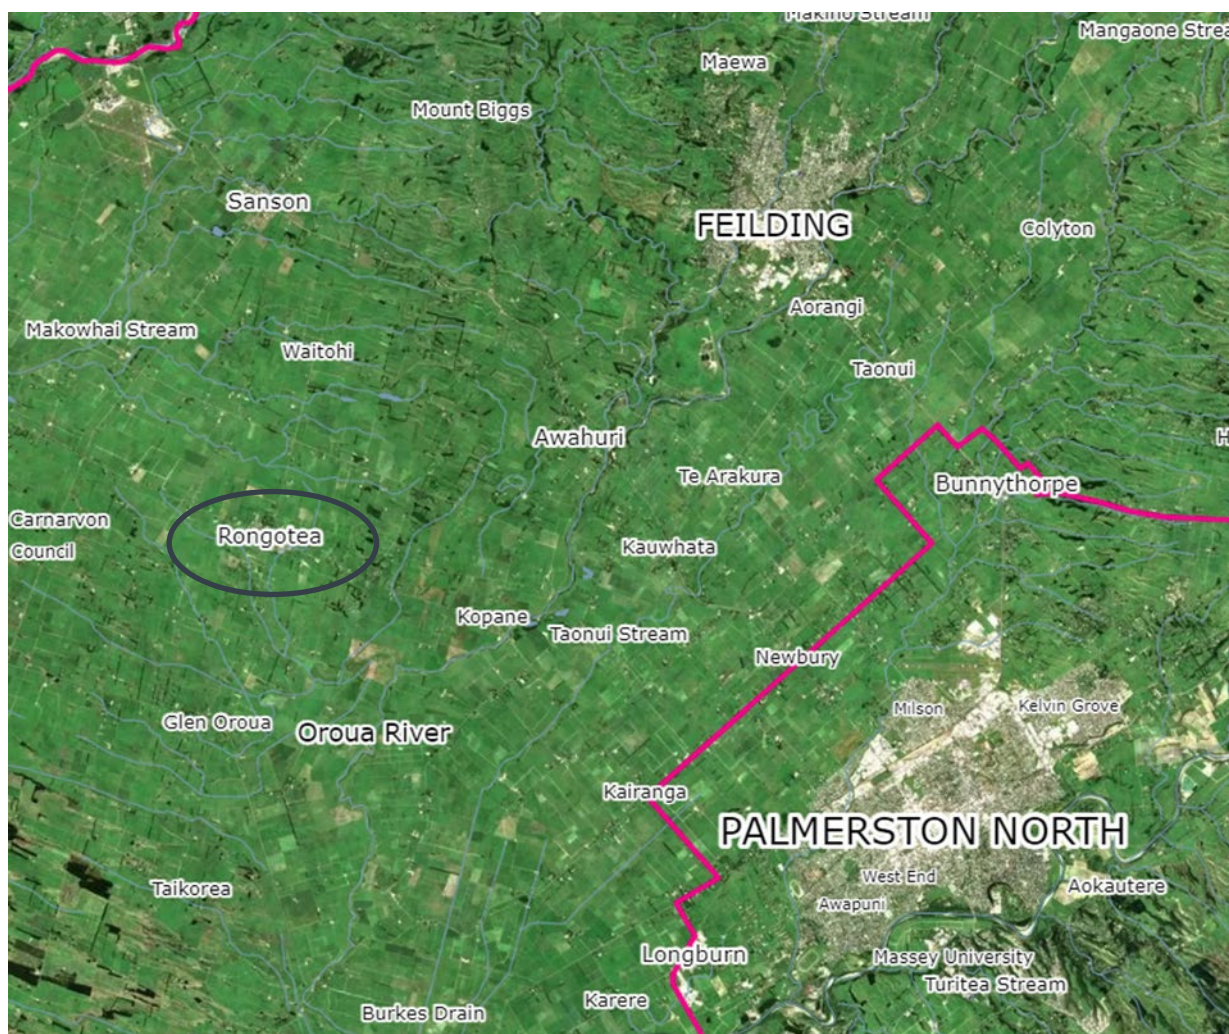 Makino Stream
Mangaone Strea
Maewa
Mount Biggs
Sanson
FEILDING
Colyton
Aorangi
Makowhai Stream
Waitohi
Taonui
Awahuri
H
Te Arakura
Bunnythorpe
Carnarvon
Rongotea
Council
Kauwhata
Kopane
Taonui Stream
Newbury
Milson
Kelvin Grove
Glen Oroua
Oroua River
Kairanga
PALMERSTON NORTH
West End
Taikorea
Aokautere
Awapuni
Longburn
Massey University
Turitea Stream
Karere
Burkes Drain